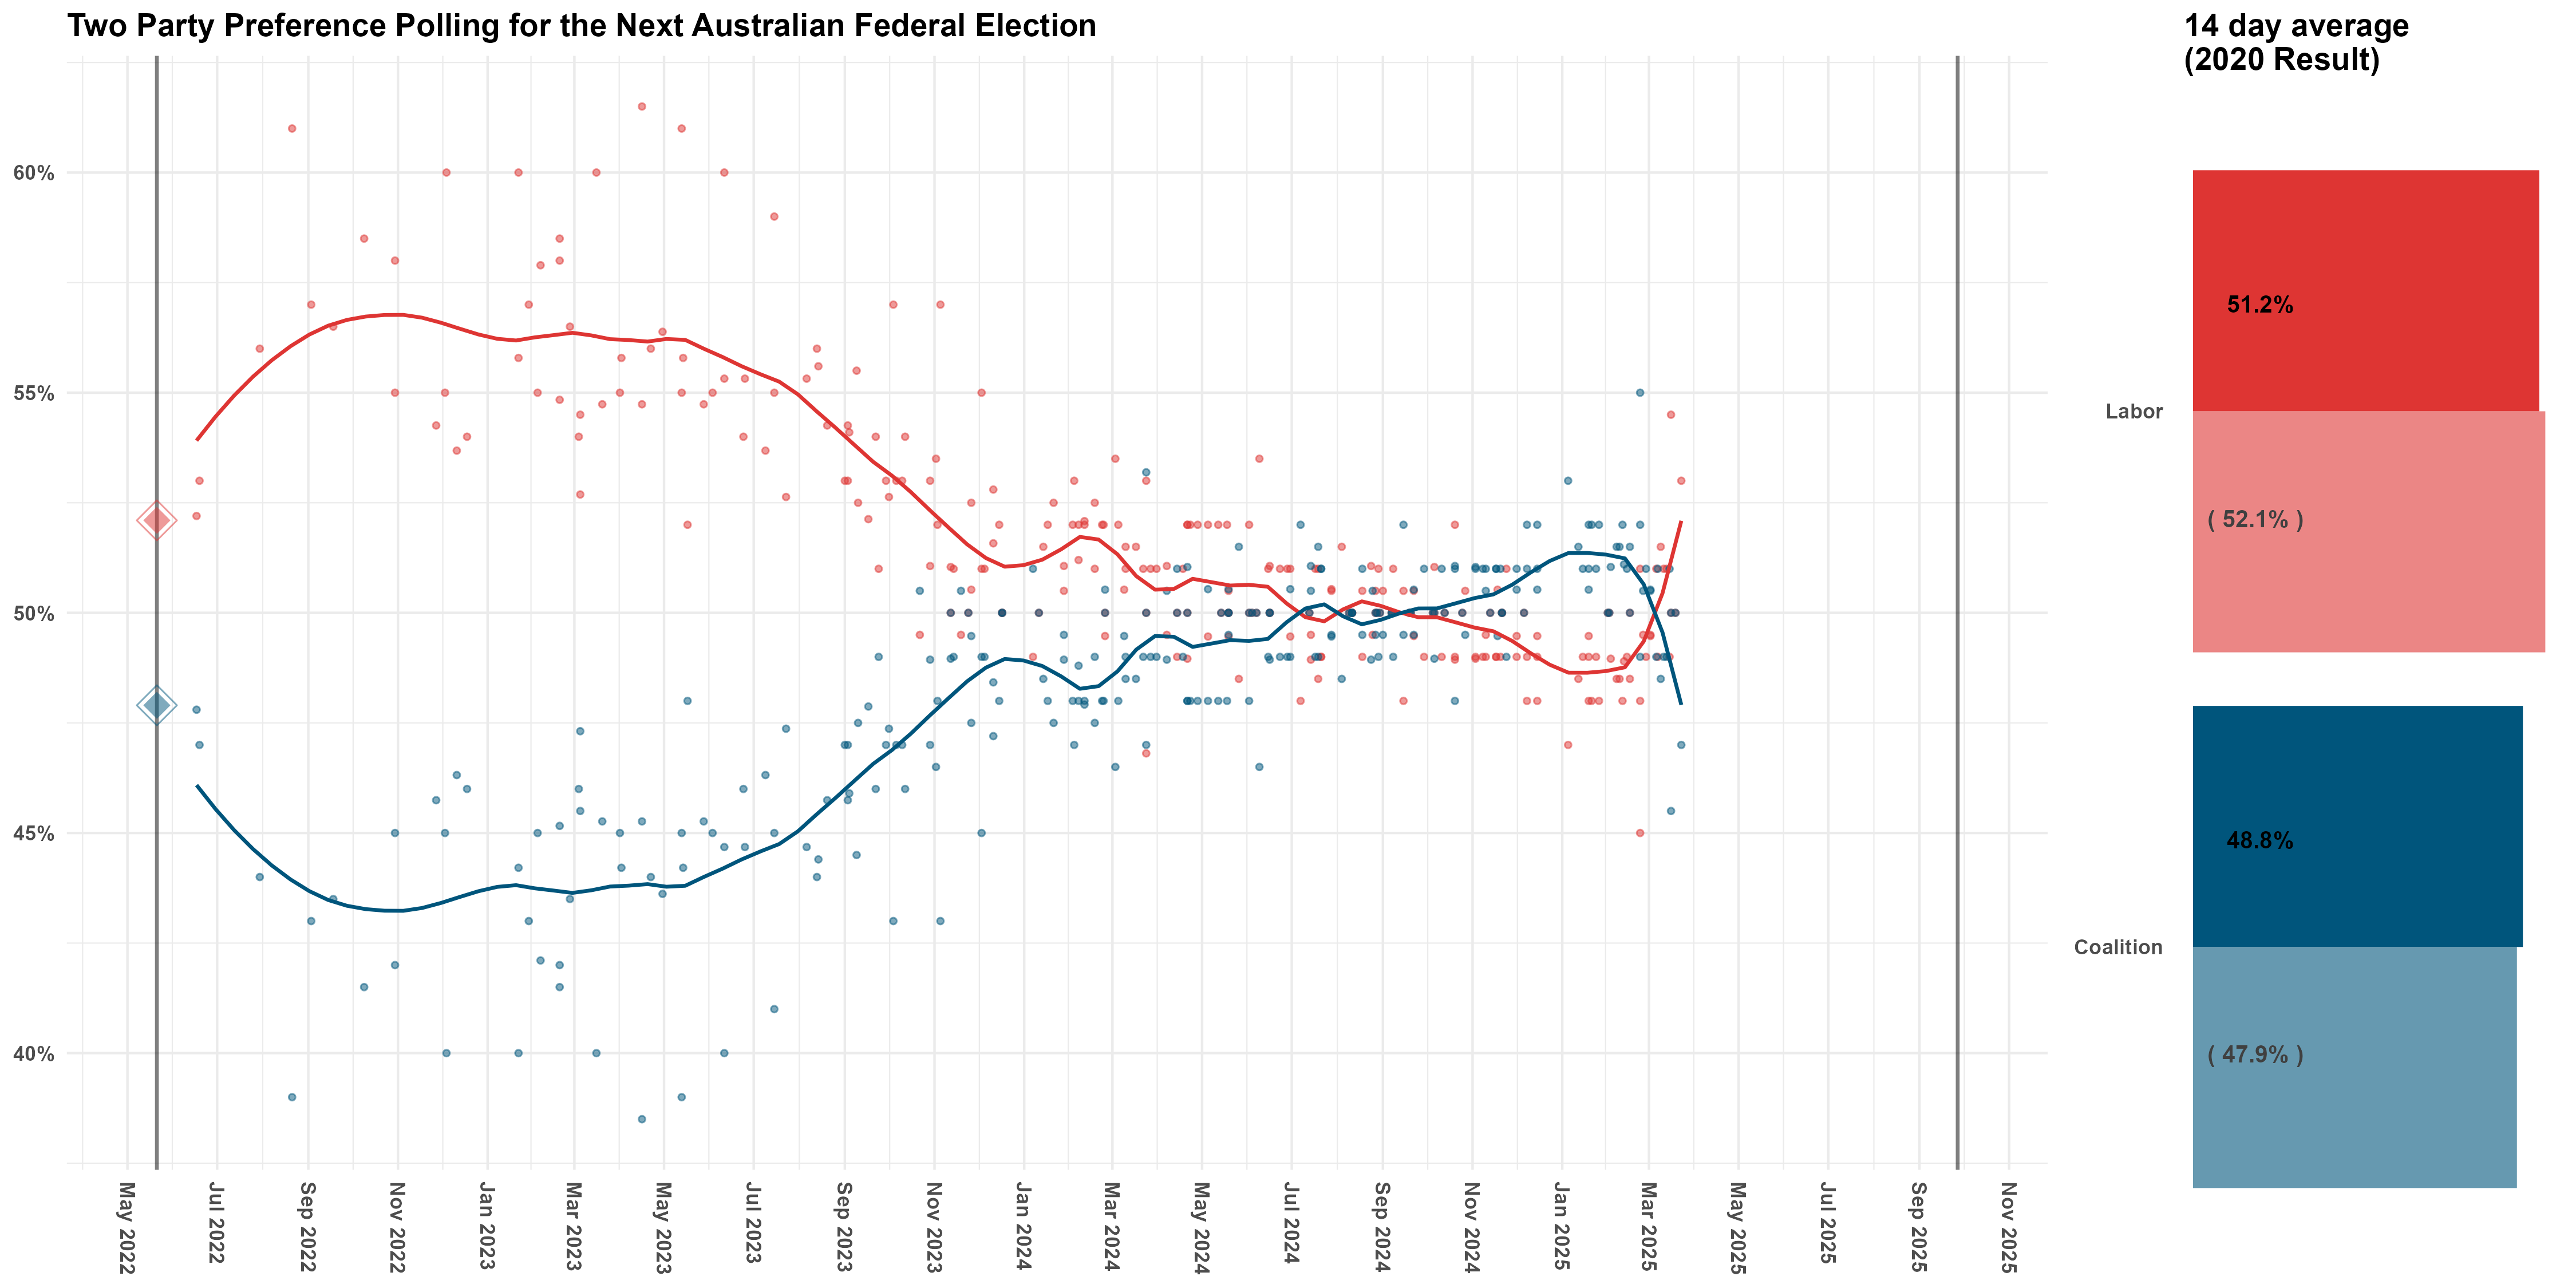 Two Party Preference Polling for the Next Australian Federal Election
14 day average
(2020 Result)
60%
55%
50%
45%
40%
Labor
51.2%
( 52.1% )
Coalition
48.8%
( 47.9% )
May 2022
Jul 2022
Sep 2022
Nov 2022
Jan 2023
Mar 2023
May 2023
Jul 2023
Sep 2023
Nov 2023
Jan 2024
Mar 2024
May 2024
Jul 2024
Sep 2024
Nov 2024
Jan 2025
Mar 2025
May 2025
Jul 2025
Sep 2025
Nov 2025